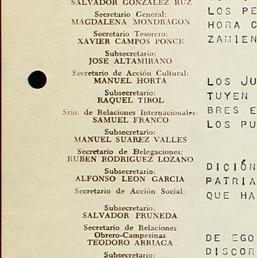 SALVADOR GONZALEZ RUZ
Secretario General:
MAGDALENA MONDRAGON
Secretario Tesorero:
XAVIER CAMPOS PONCE
Subsecretario:
JOSE ALTAMIRANO
Secretario de Acción Cultural:
MANUEL HORTA
Subsecretario:
RAQUEL TIBOL
Srio. de Relaciones Internacionales:
SAMUEL FRANCO
Subsecretario:
MANUEL SUAREZ VALLES
Secretario de Delegaciones:
RUBEN RODRIGUEZ LOZANO
Subsecretario:
ALFONSO LEON GARCIA
Secretario de Acción Social:
Subsecretario:
SALVADOR PRUNEDA
Secretario de Relaciones
Obrero-Campesinas
TEODORO ARRIAGA
Subsecretario:
LOS PE
HORA C
ZAMIEN
LOS JU
TUYEN
BRES E
LOS PU
DICIÓN
PATRIA
QUE HA
DE EGO
DISCOR